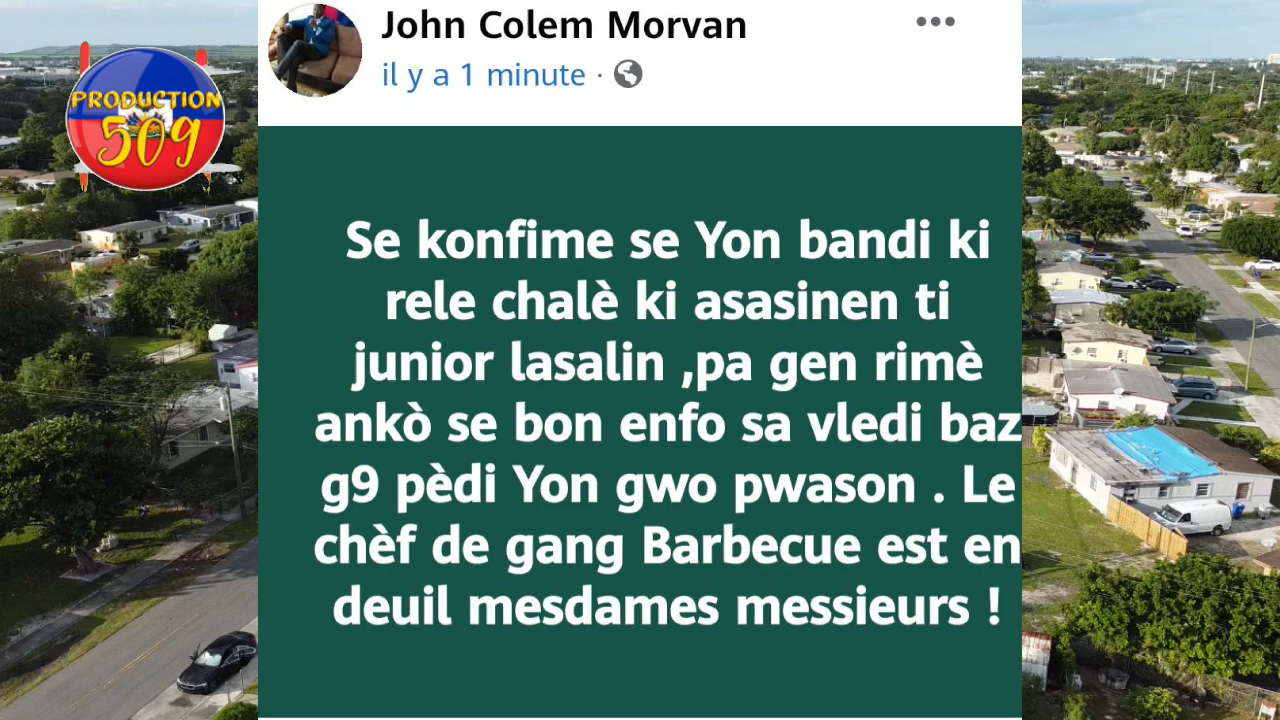 PRODUCTION
509
John Colem Morvan
il y a 1 minute ·
Se konfime se Yon bandi ki
rele chalè ki asasinen ti
junior lasalin ,pa gen rimè
ankò se bon enfo sa vledi baz
g9 pèdi Yon gwo pwason . Le
chèf de gang Barbecue est en
deuil mesdames messieurs !